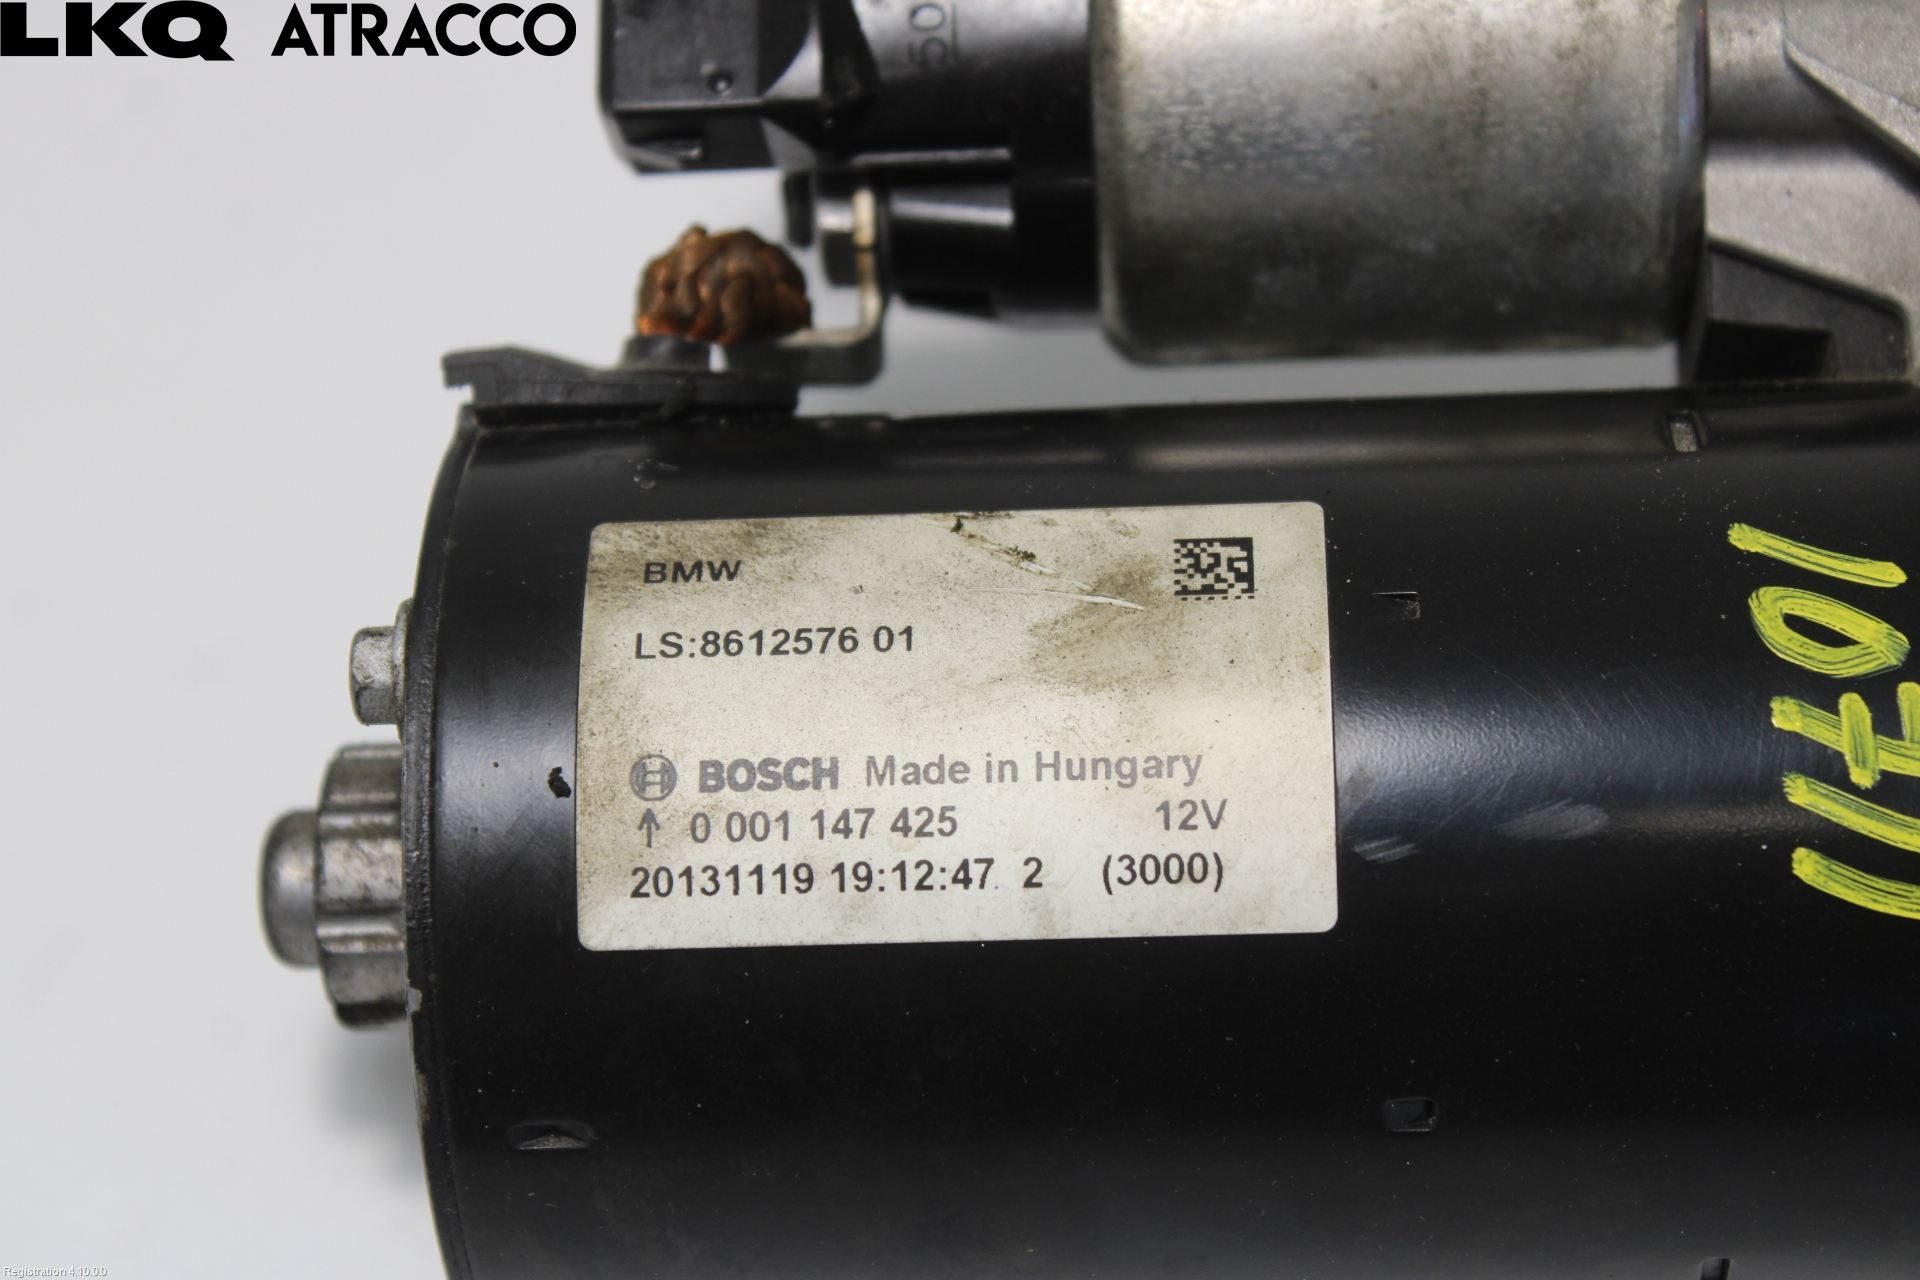 LKQ ATRACCO
50
BMW
LS:8612576 01
BOSCH Made in Hungary
0 001 147 425 12V
20131119 19:12:47 2 (3000)
Registration 4.10.0.0